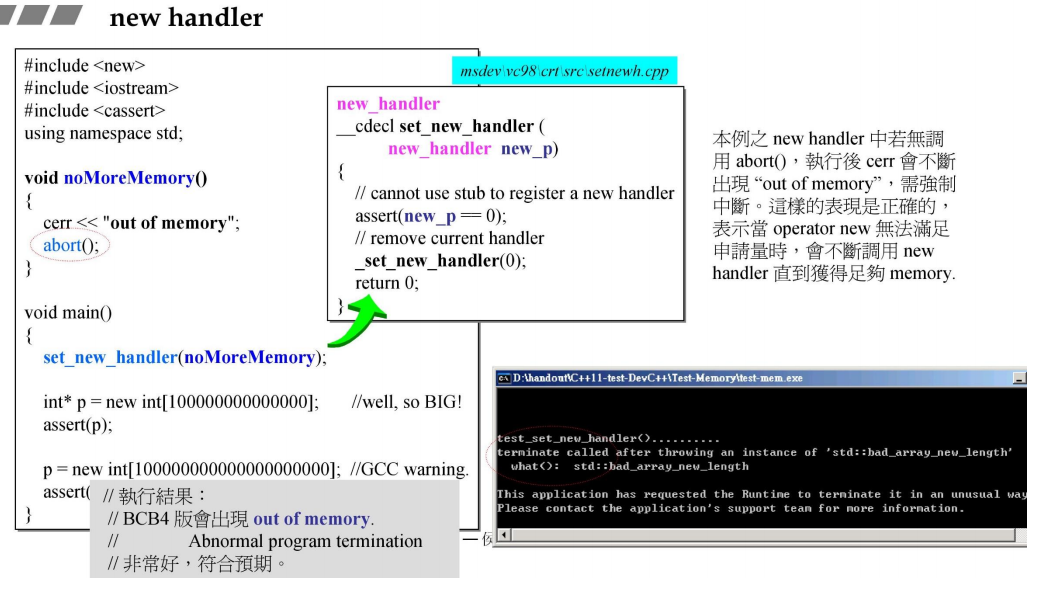 new handler
#include <new>
#include <iostream>
#include <cassert>
using namespace std;
void noMoreMemory()
{
cerr << "out of memory";
abort();
}
void main()
{
set_new_handler(noMoreMemory);
int* p = new int[100000000000000]; //well, so BIG!
assert(p);
p = new int[100000000000000000000]; //GCC warning.
assert(
}
// 執行結果：
// BCB4 版會出現 out of memory.
// Abnormal program termination
// 非常好，符合預期。
msdev\vc98\crt\src\setnewh.cpp
new_handler
__cdecl set_new_handler (
new_handler new_p)
{
// cannot use stub to register a new handler
assert(new_p == 0);
// remove current handler
_set_new_handler(0);
return 0;
}
本例之 new handler 中若無調
用 abort()，執行後 cerr 會不斷
出現 “out of memory”，需強制
中斷。這樣的表現是正確的，
表示當 operator new 無法滿足
申請量時，會不斷調用 new
handler 直到獲得足夠 memory.
D:\handout\C++11-test-DevC++\Test-Memory\test-mem.exe
test_set_new_handler()..........
terminate called after throwing an instance of 'std::bad_array_new_length'
what(): std::bad_array_new_length
This application has requested the Runtime to terminate it in an unusual way
Please contact the application's support team for more information.